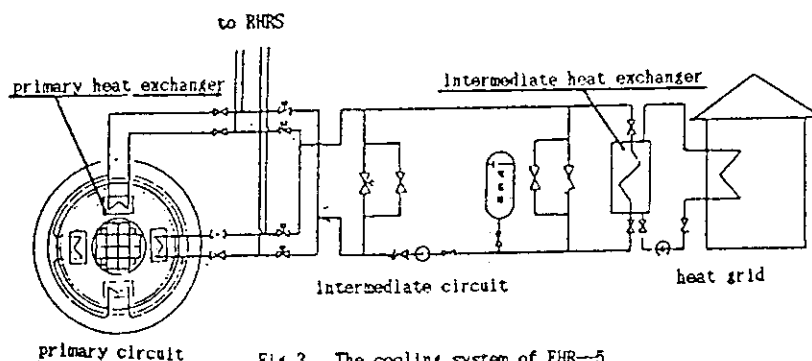 to RHRS
primary heat exchanger
intermediate heat exchanger
intermediate circuit
heat grid
primary circuit
Fig.2 The cooling system of EHR-5